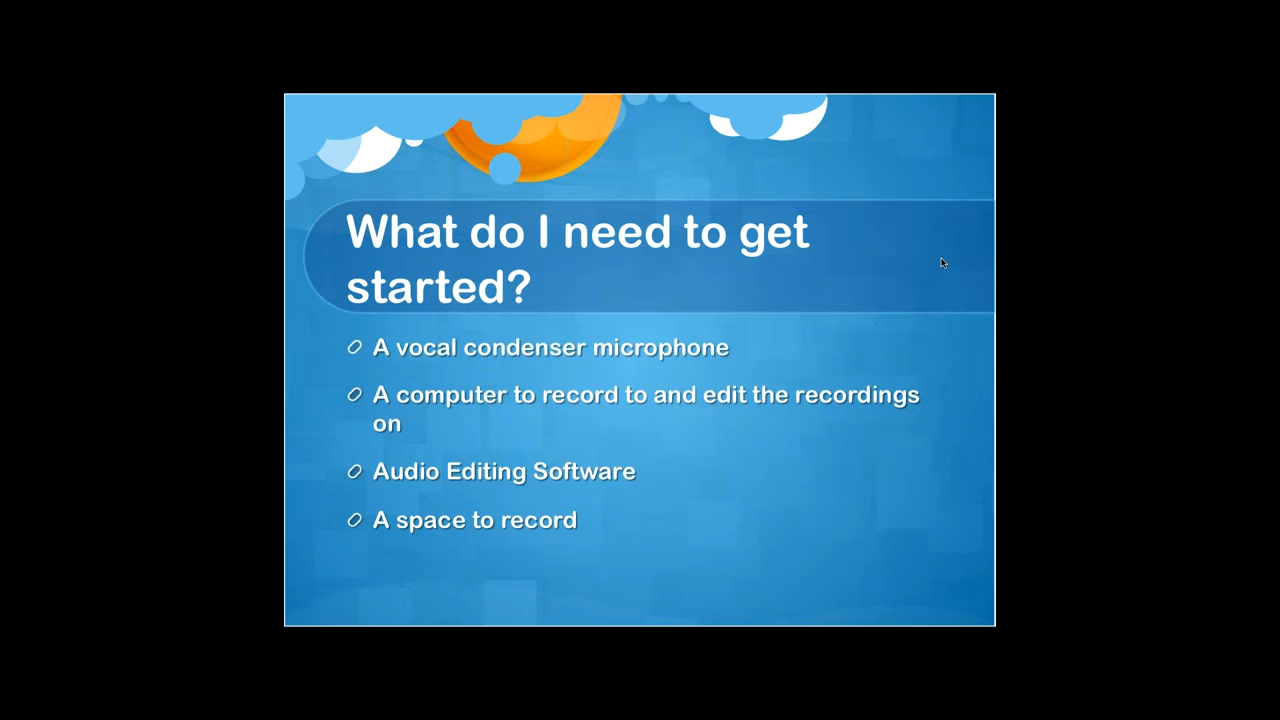 What do I need to get
started?
A vocal condenser microphone
A computer to record to and edit the recordings
on
Audio Editing Software
A space to record